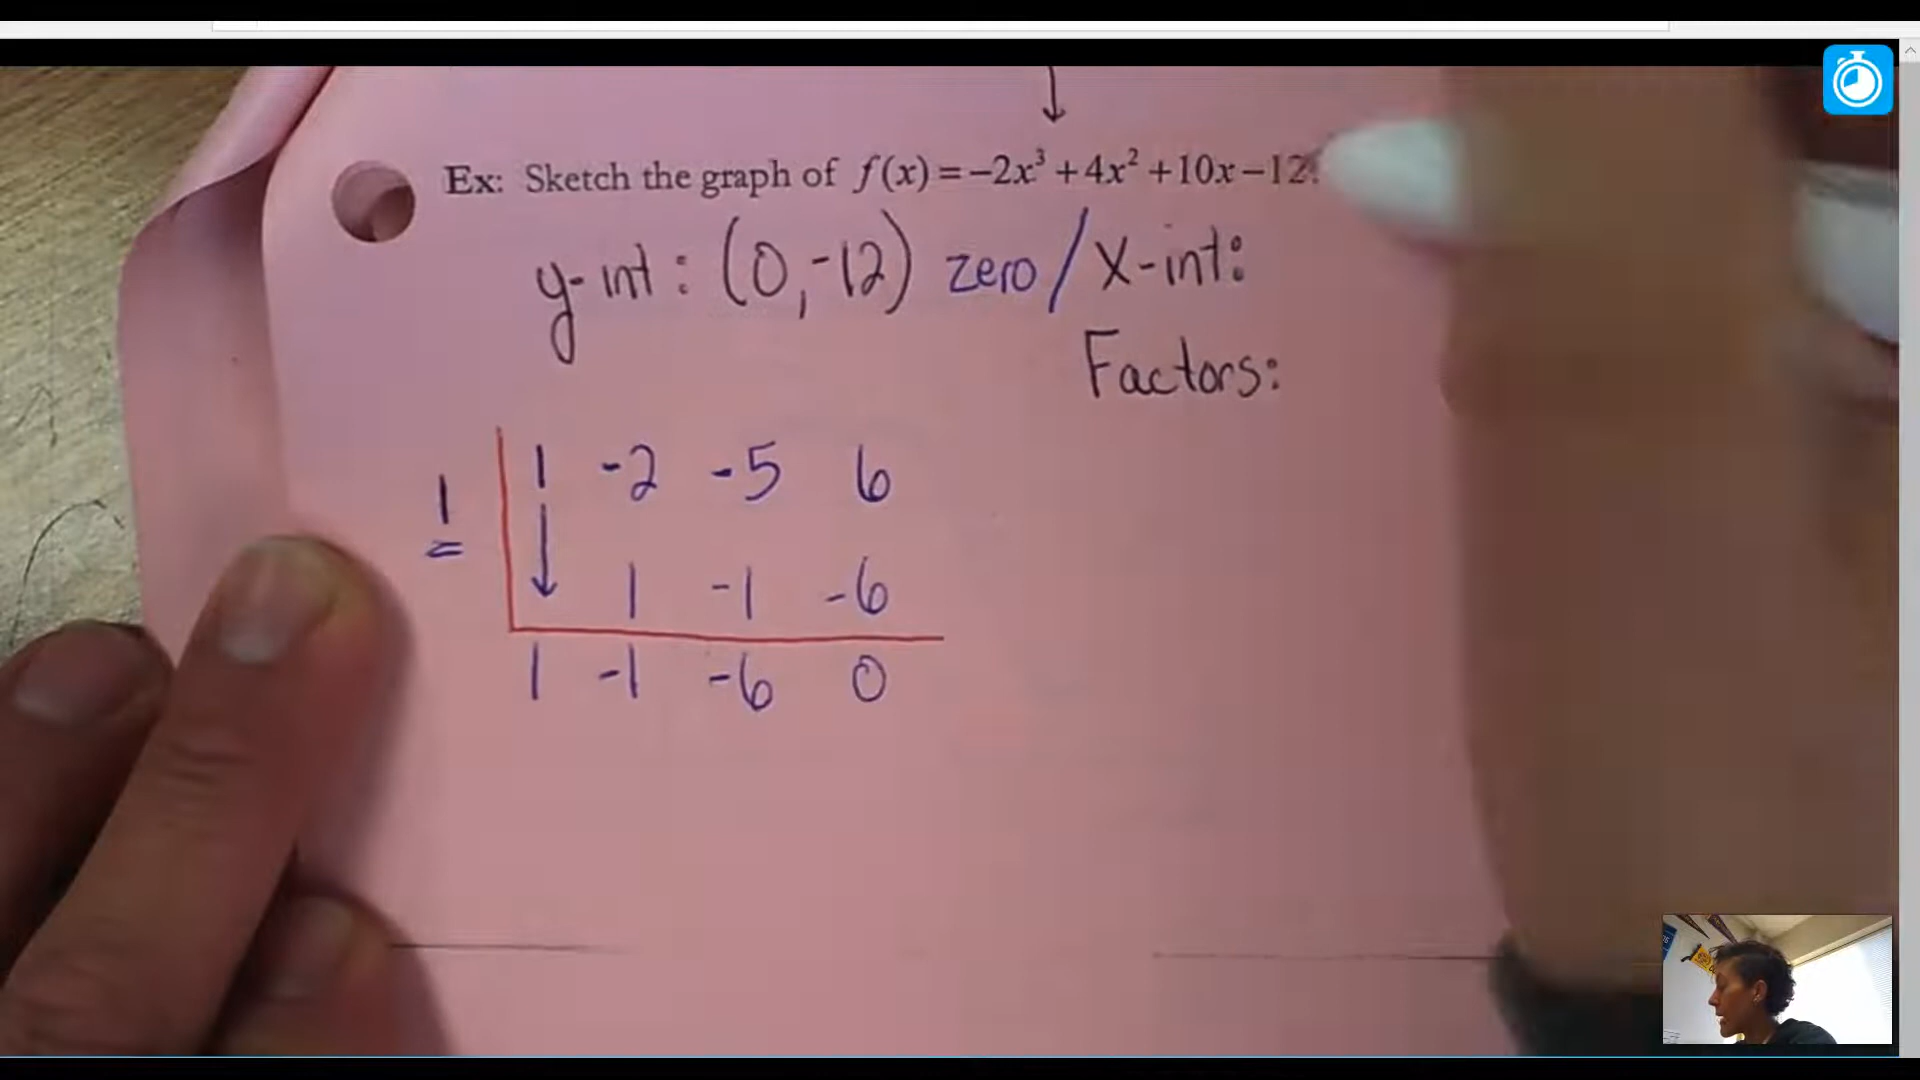 Ex: Sketch the graph of f(x)=−2x³+4x²+10x−12.
y-int: (0,-12) zero/x-int:
Factors:
1 -2 -5 6
1
1 -1 -6
1 -1 -6 0